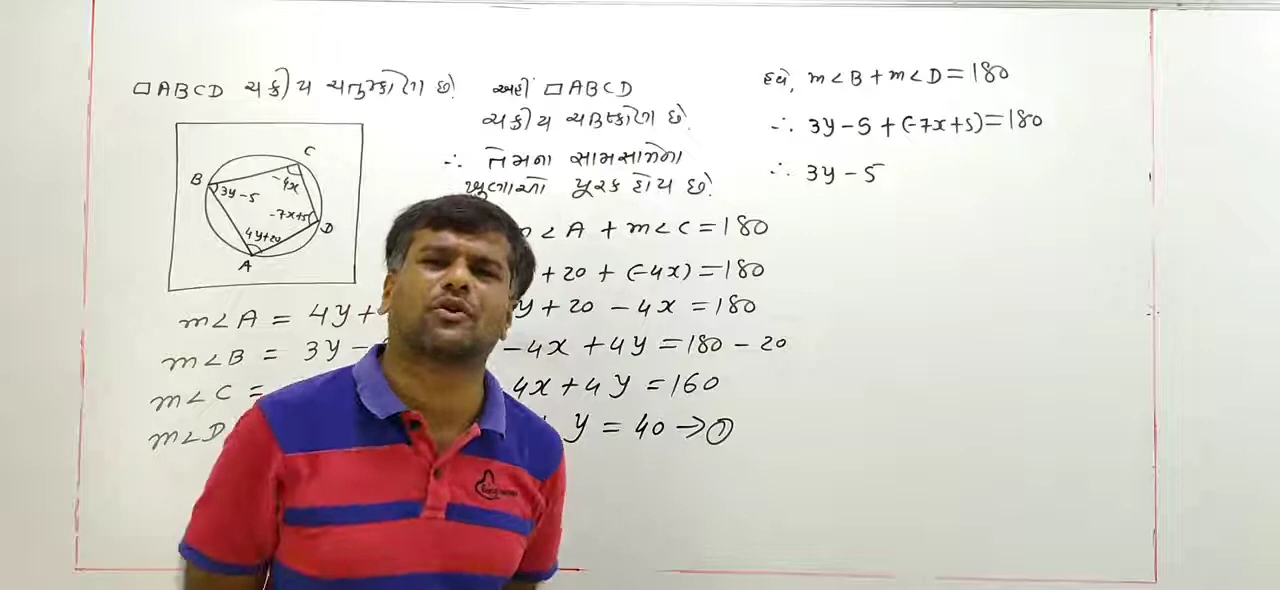 □ABCD ચક્રીય ચતુષ્કોણ છે.
B
C
D
A
3y-5
-4x
-7x+5
4y+20
m∠A = 4y+
m∠B = 3y-
m∠C =
m∠D
અહીં □ABCD
ચક્રીય ચતુષ્કોણ છે.
∴ તેમના સામસામેના
ખુણાઓ પૂરક હોય છે.
m∠A + m∠C = 180
+ 20 + (-4x) = 180
y + 20 - 4x = 180
-4x + 4y = 180 - 20
4x + 4y = 160
y = 40 → ①
હવે, m∠B + m∠D = 180
∴ 3y - 5 + (-7x+5) = 180
∴ 3y - 5